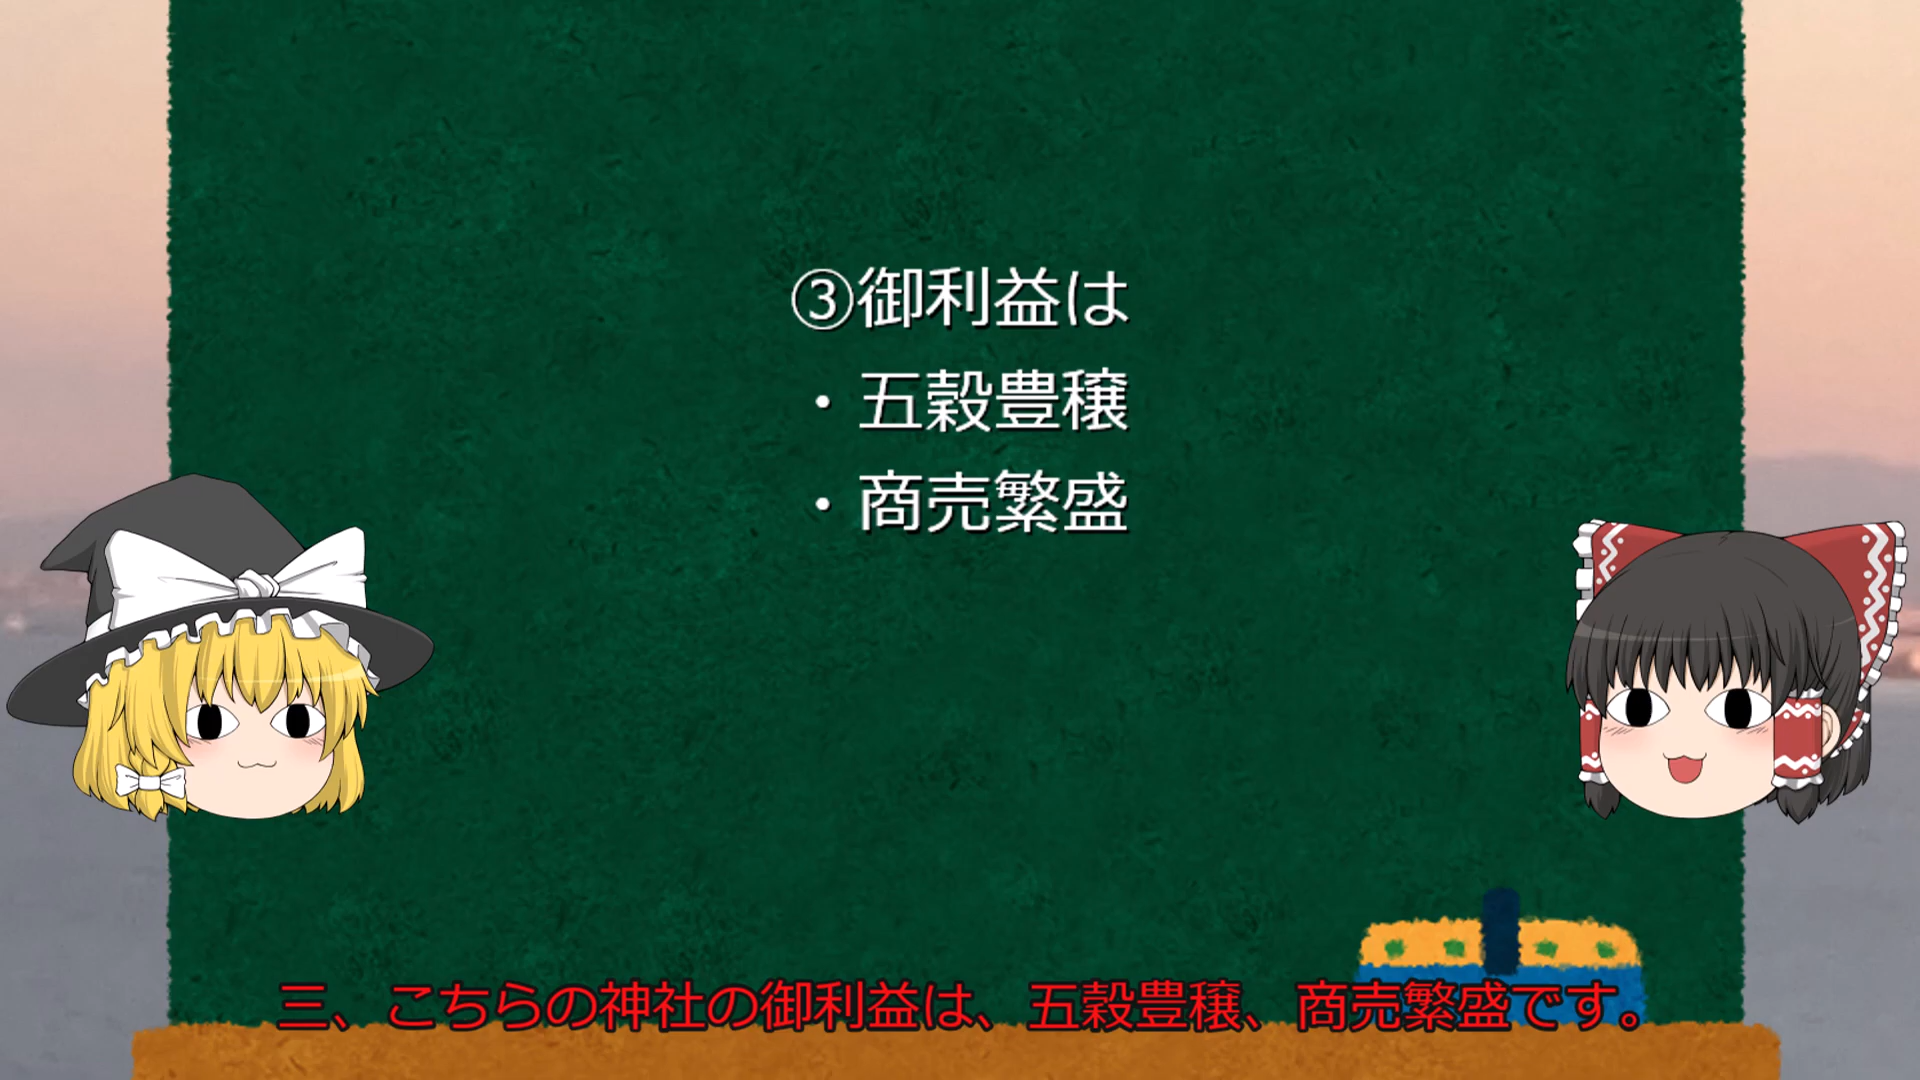 ③御利益は
・五穀豊穣
・商売繁盛
三、こちらの神社の御利益は、五穀豊穣、商売繁盛です。